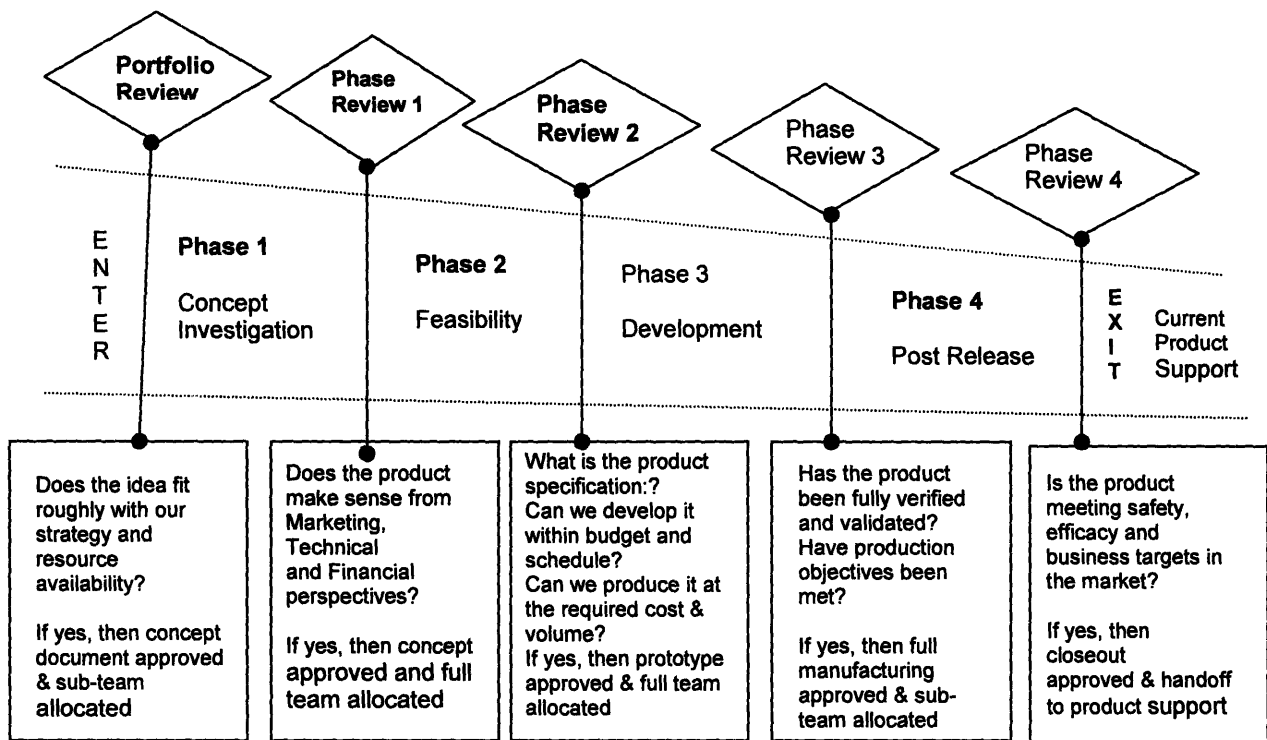 Portfolio
Review
Phase
Review 1
Phase
Review 2
Phase
Review 3
Phase
Review 4
E
N
T
E
R
Phase 1
Concept
Investigation
Phase 2
Feasibility
Phase 3
Development
Phase 4
Post Release
E
X
I
T
Current
Product
Support
Does the idea fit
roughly with our
strategy and
resource
availability?
If yes, then concept
document approved
& sub-team
allocated
Does the product
make sense from
Marketing,
Technical
and Financial
perspectives?
If yes, then concept
approved and full
team allocated
What is the product
specification:?
Can we develop it
within budget and
schedule?
Can we produce it at
the required cost &
volume?
If yes, then prototype
approved & full team
allocated
Has the product
been fully verified
and validated?
Have production
objectives been
met?
If yes, then full
manufacturing
approved & sub-
team allocated
Is the product
meeting safety,
efficacy and
business targets in
the market?
If yes, then
closeout
approved & handoff
to product support